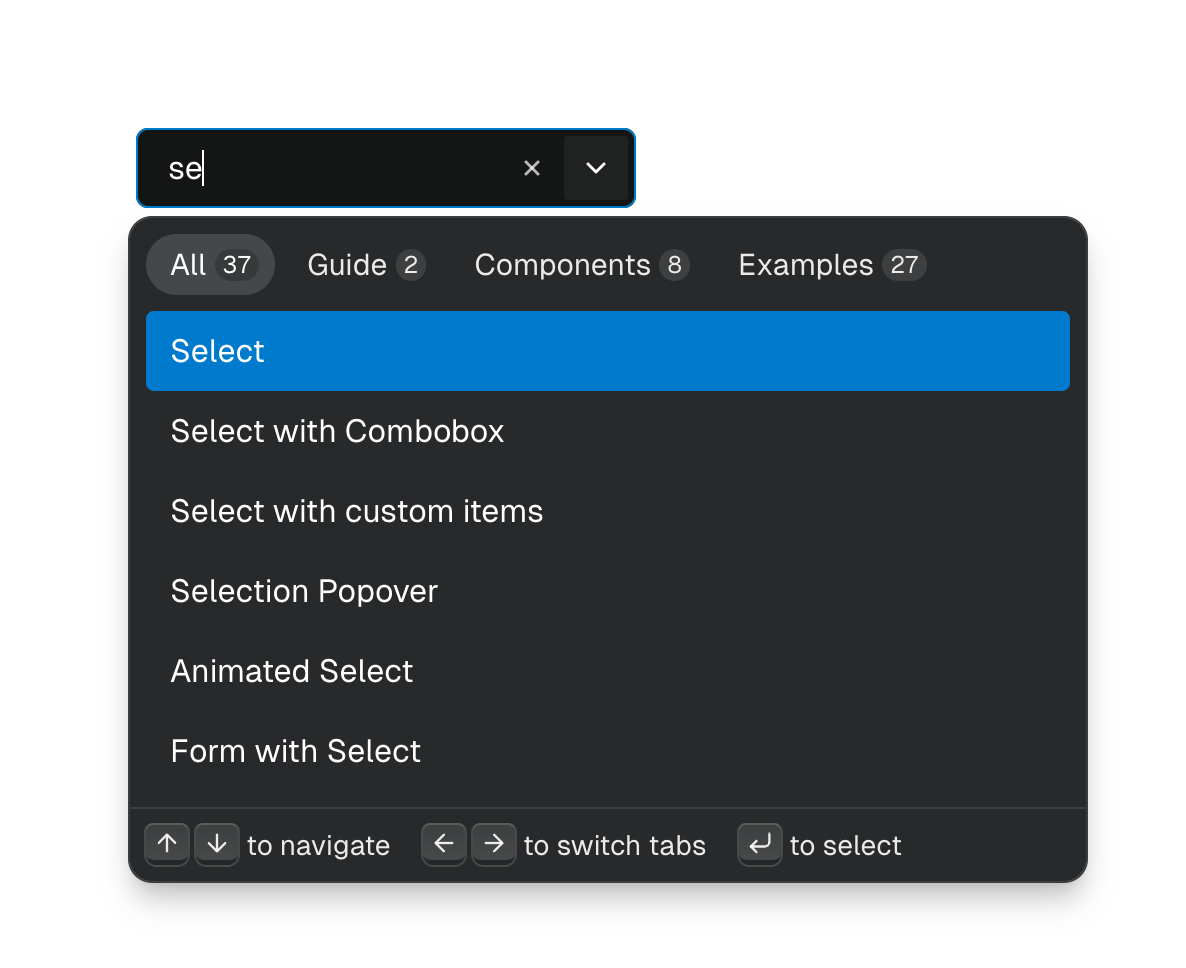 se
All 37 Guide 2 Components 8 Examples 27
Select
Select with Combobox
Select with custom items
Selection Popover
Animated Select
Form with Select
↑ ↓ to navigate ← → to switch tabs ↵ to select